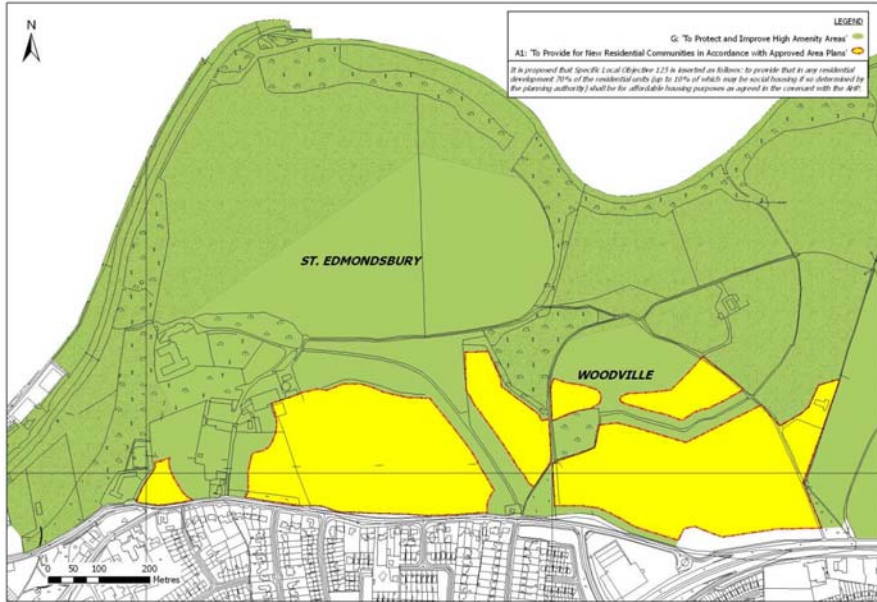 N
LEGEND
G: 'To Protect and Improve High Amenity Areas'
A1: 'To Provide for New Residential Communities in Accordance with Approved Area Plans'
It is proposed that Specific Local Objective 125 is inserted as follows: to provide that in any residential
development 70% of the residential units (up to 10% of which may be social housing if so determined by
the planning authority) shall be for affordable housing purposes as agreed in the covenant with the AHP.
ST. EDMONDSBURY
WOODVILLE
0 50 100 200
Metres